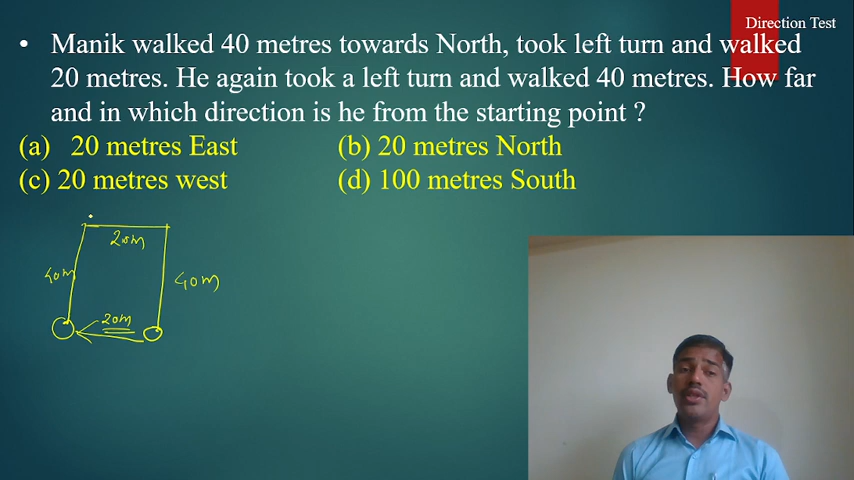 Direction Test
• Manik walked 40 metres towards North, took left turn and walked
20 metres. He again took a left turn and walked 40 metres. How far
and in which direction is he from the starting point ?
(a) 20 metres East (b) 20 metres North
(c) 20 metres west (d) 100 metres South
20m
40m 40m
20m